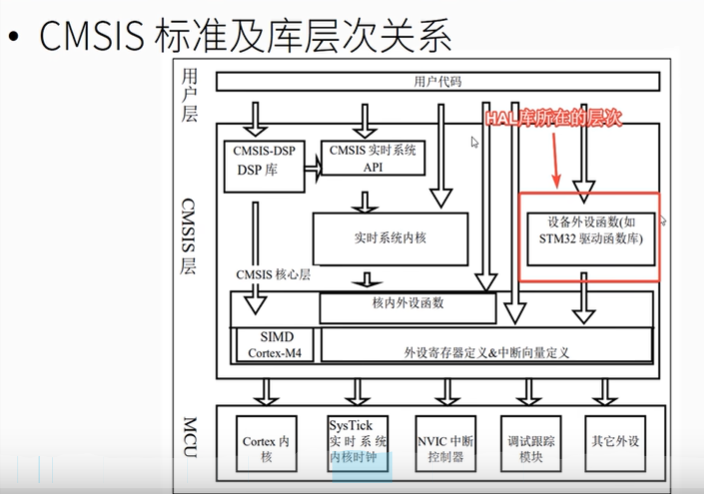 • CMSIS 标准及库层次关系
用户层
用户代码
HAL库所在的层次
CMSIS-DSP
DSP 库
CMSIS 实时系统
API
CMSIS层
实时系统内核
设备外设函数(如
STM32 驱动函数库)
CMSIS 核心层
核内外设函数
SIMD
Cortex-M4
外设寄存器定义&中断向量定义
MCU
Cortex 内
核
SysTick
实时系统
内核时钟
NVIC 中断
控制器
调试跟踪
模块
其它外设